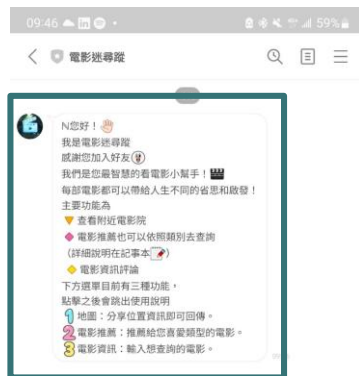 09:46
59%
電影迷尋蹤
N您好！👋
我是電影迷尋蹤
感謝您加入好友
我們是您最智慧的看電影小幫手！🎬
每部電影都可以帶給人生不同的省思和啟發！
主要功能為
▼ 查看附近電影院
◆ 電影推薦也可以依照類別去查詢
（詳細說明在記事本📝）
◆ 電影資訊評論
下方選單目前有三種功能，
點擊之後會跳出使用說明
1 地圖：分享位置資訊即可回傳。
2 電影推薦：推薦給您喜愛類型的電影。
3 電影資訊：輸入想查詢的電影。